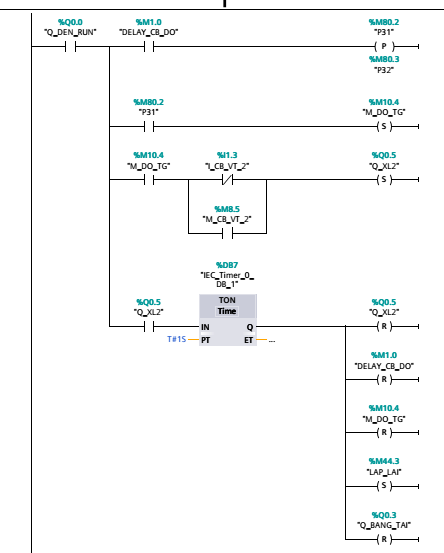 %Q0.0 %M1.0 %M80.2
"Q_DEN_RUN" "DELAY_CB_DO" "P31"
P
%M80.3
"P32"
%M80.2 %M10.4
"P31" "M_DO_TG"
S
%M10.4 %I1.3 %Q0.5
"M_DO_TG" "I_CB_VT_2" "Q_XL2"
S
%M8.5
"M_CB_VT_2"
%DB7
"IEC_Timer_0_
DB_1"
%Q0.5 TON %Q0.5
"Q_XL2" Time "Q_XL2"
IN Q R
T#1S PT ET ...
%M1.0
"DELAY_CB_DO"
R
%M10.4
"M_DO_TG"
R
%M44.3
"LAP_LAI"
S
%Q0.3
"Q_BANG_TAI"
R